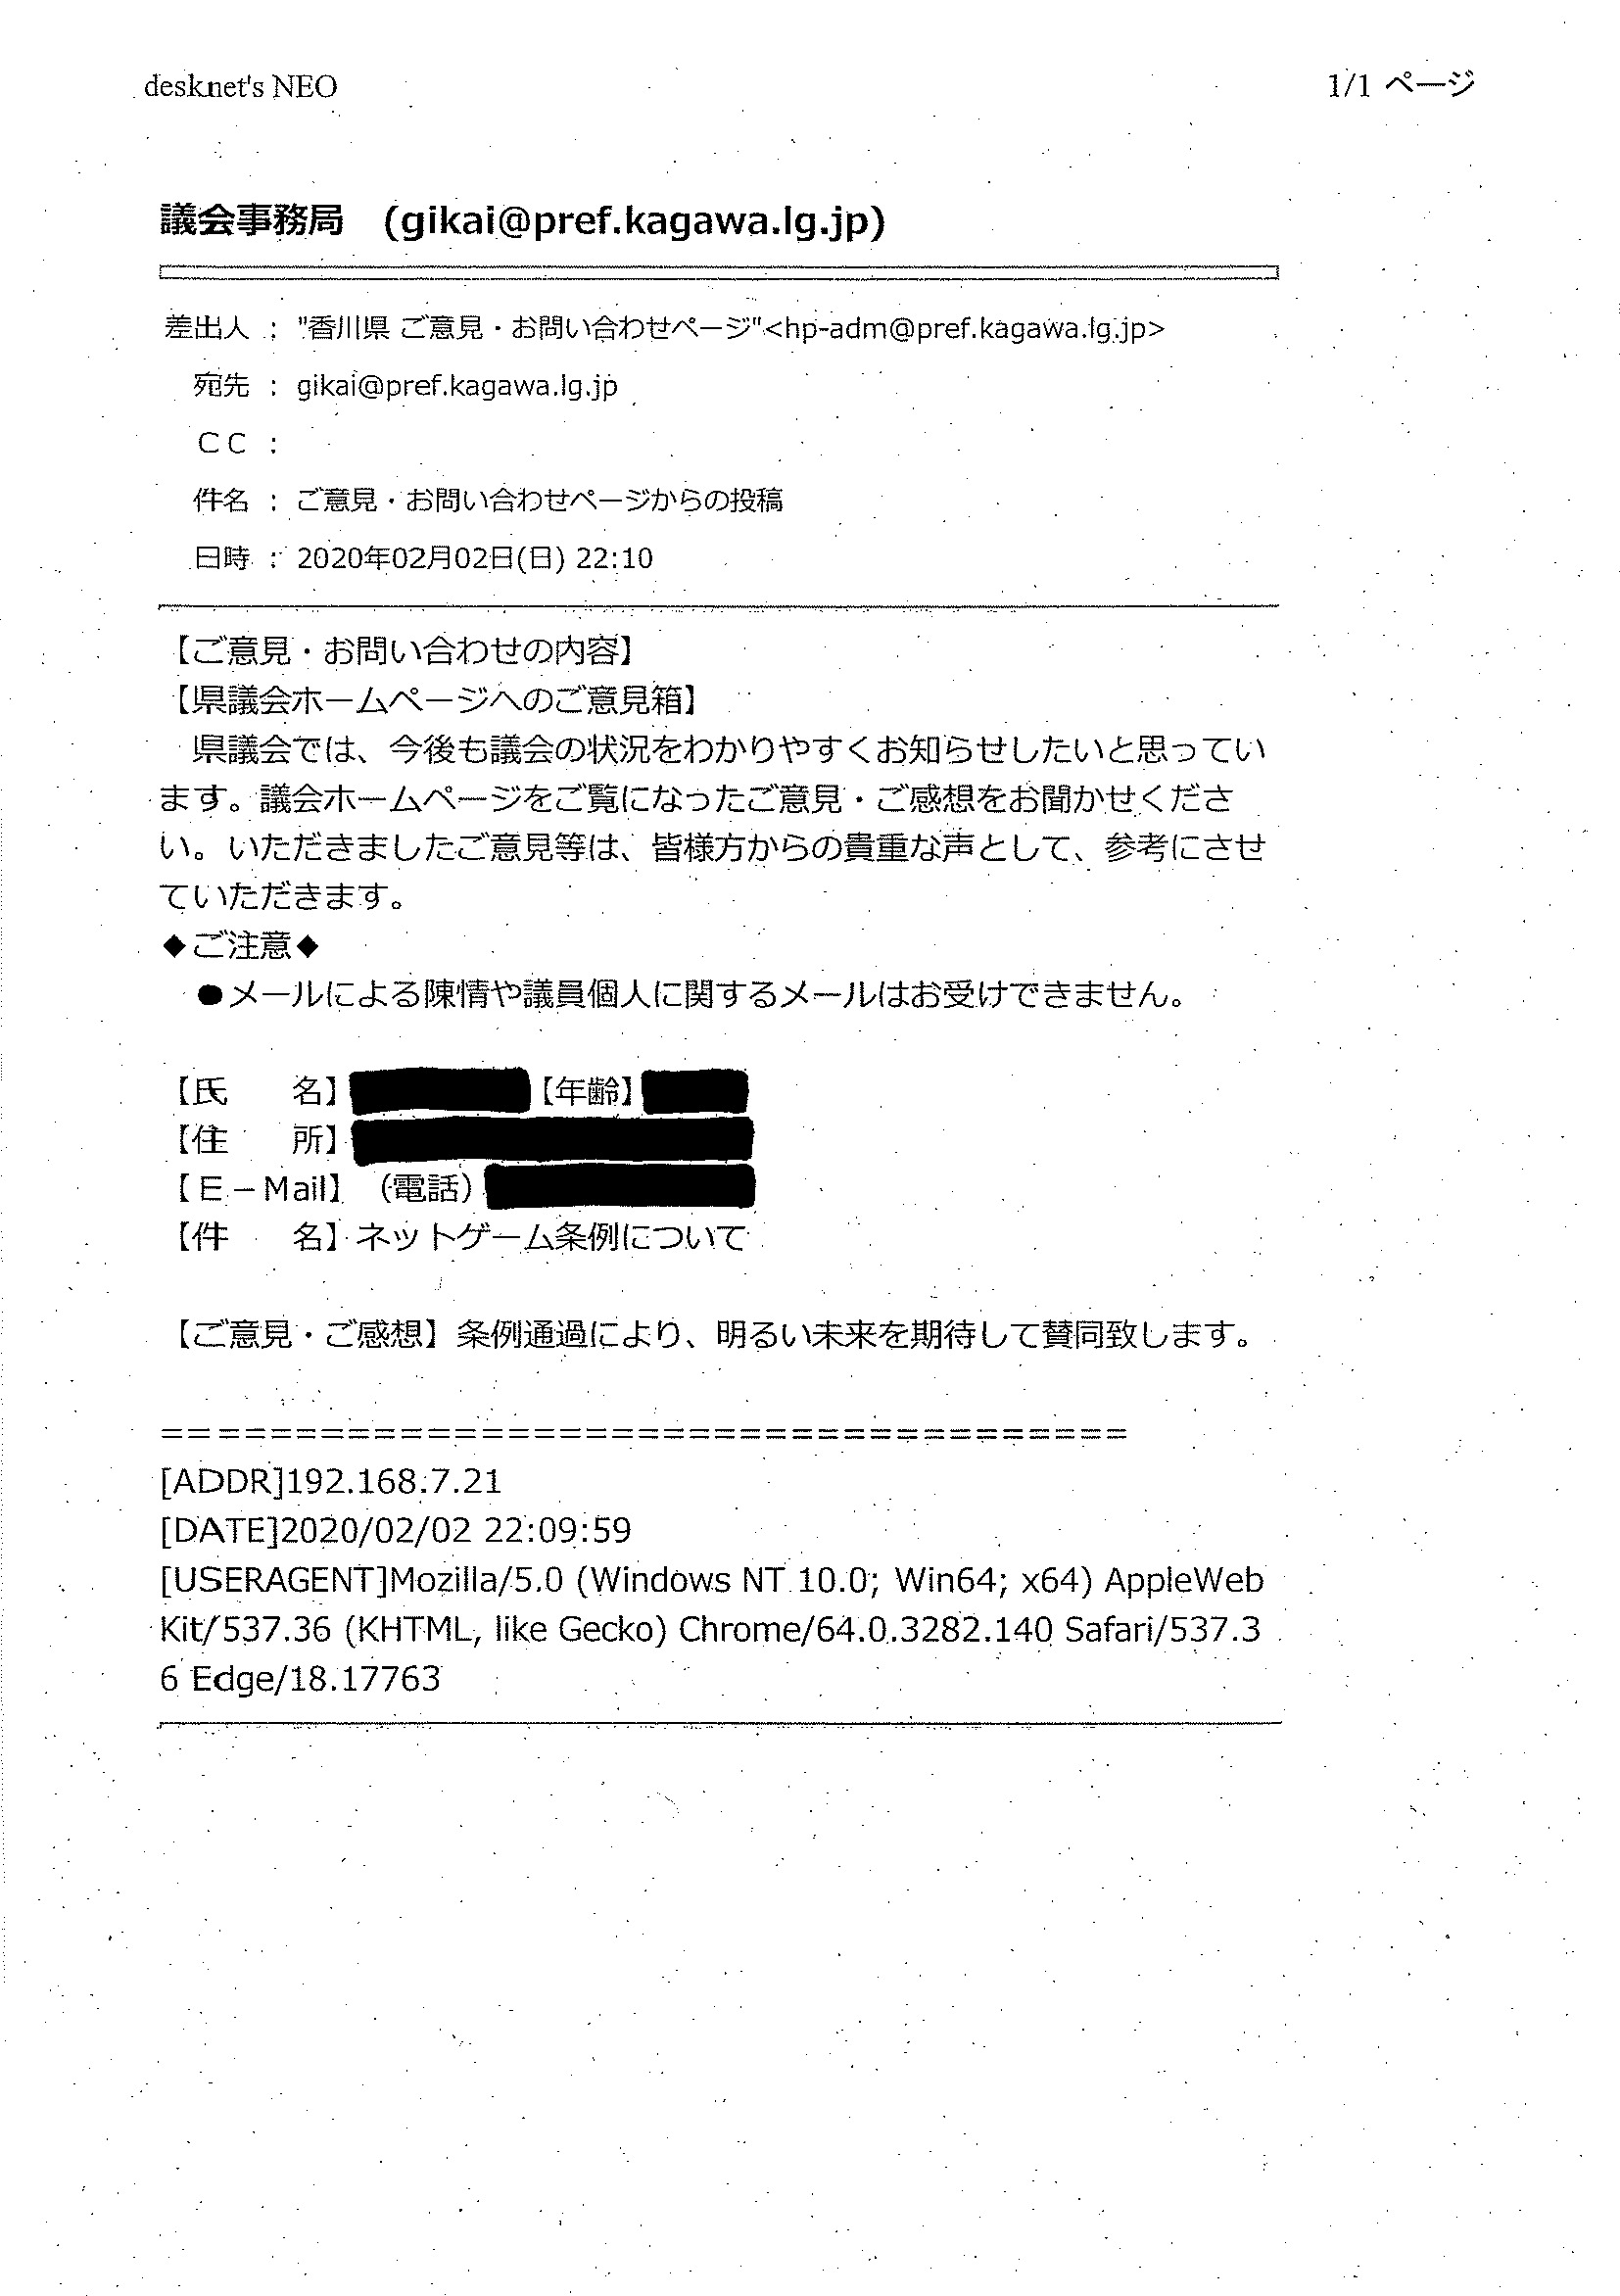 desknet's NEO
1/1 ページ
議会事務局　(gikai@pref.kagawa.lg.jp)
差出人 : "香川県 ご意見・お問い合わせページ"<hp-adm@pref.kagawa.lg.jp>
宛先 : gikai@pref.kagawa.lg.jp
ＣＣ :
件名 : ご意見・お問い合わせページからの投稿
日時 : 2020年02月02日(日) 22:10
【ご意見・お問い合わせの内容】
【県議会ホームページへのご意見箱】
　県議会では、今後も議会の状況をわかりやすくお知らせしたいと思ってい
ます。議会ホームページをご覧になったご意見・ご感想をお聞かせくださ
い。いただきましたご意見等は、皆様方からの貴重な声として、参考にさせ
ていただきます。
◆ご注意◆
　●メールによる陳情や議員個人に関するメールはお受けできません。
【氏　　名】【年齢】
【住　　所】
【Ｅ－Mail】（電話）
【件　　名】ネットゲーム条例について
【ご意見・ご感想】条例通過により、明るい未来を期待して賛同致します。
=====================================
[ADDR]192.168.7.21
[DATE]2020/02/02 22:09:59
[USERAGENT]Mozilla/5.0 (Windows NT 10.0; Win64; x64) AppleWeb
Kit/537.36 (KHTML, like Gecko) Chrome/64.0.3282.140 Safari/537.3
6 Edge/18.17763